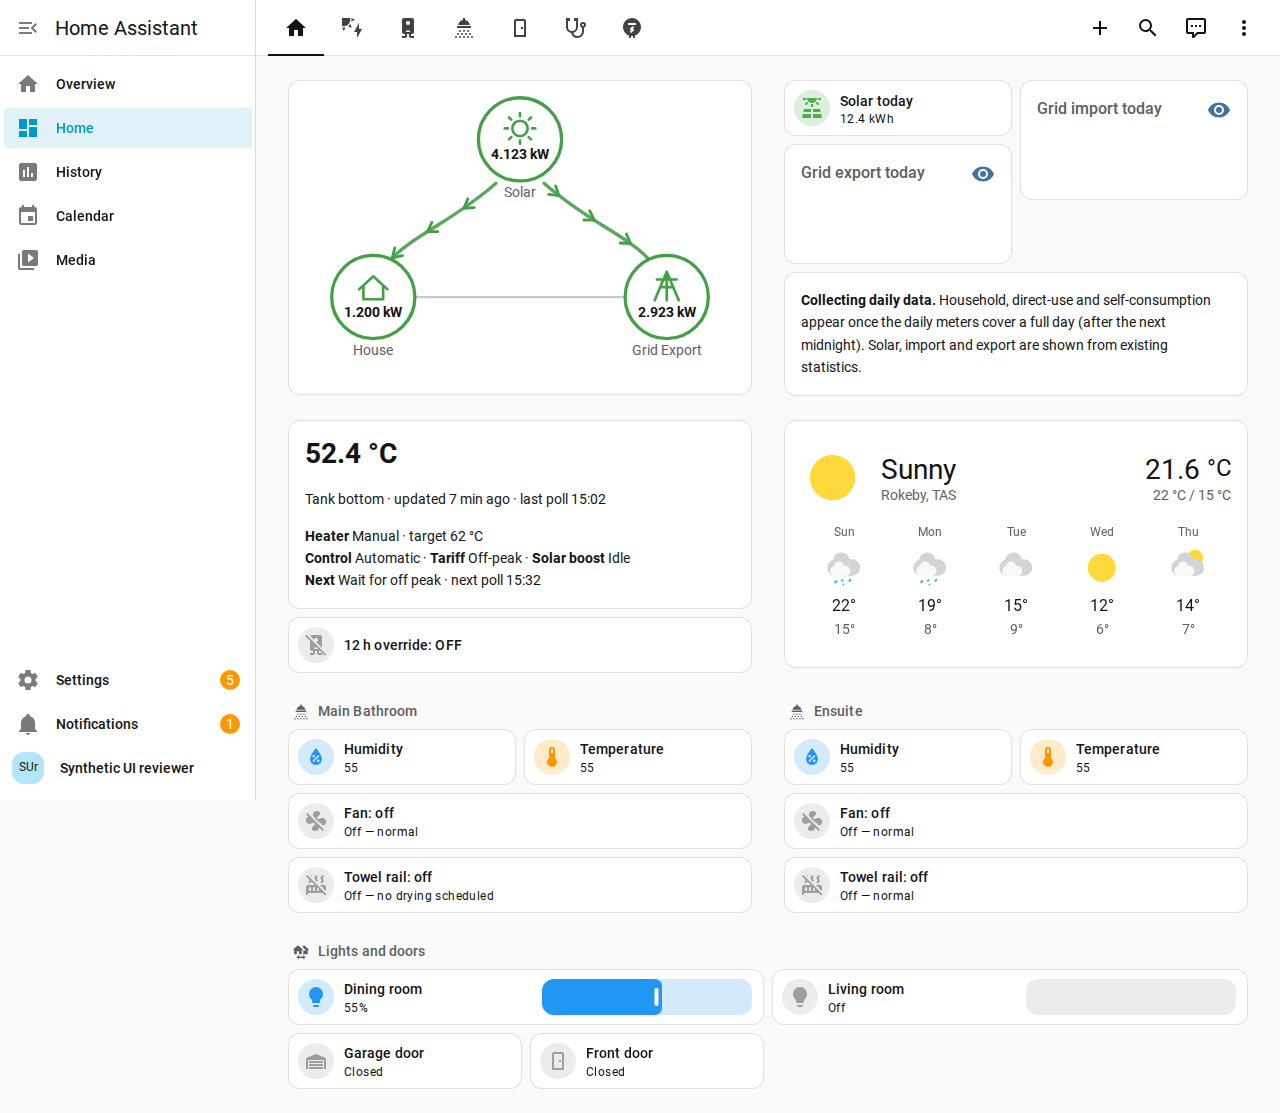 Home Assistant
Overview
Home
History
Calendar
Media
Settings
5
Notifications
1
SUr
Synthetic UI reviewer
4.123 kW
Solar
1.200 kW
House
2.923 kW
Grid Export
Solar today
12.4 kWh
Grid import today
Grid export today
Collecting daily data. Household, direct-use and self-consumption
appear once the daily meters cover a full day (after the next
midnight). Solar, import and export are shown from existing
statistics.
52.4 °C
Tank bottom · updated 7 min ago · last poll 15:02
Heater Manual · target 62 °C
Control Automatic · Tariff Off-peak · Solar boost Idle
Next Wait for off peak · next poll 15:32
12 h override: OFF
Sunny
Rokeby, TAS
21.6 °C
22 °C / 15 °C
Sun Mon Tue Wed Thu
22° 19° 15° 12° 14°
15° 8° 9° 6° 7°
Main Bathroom
Humidity
55
Temperature
55
Fan: off
Off — normal
Towel rail: off
Off — no drying scheduled
Ensuite
Humidity
55
Temperature
55
Fan: off
Off — normal
Towel rail: off
Off — normal
Lights and doors
Dining room
55%
Living room
Off
Garage door
Closed
Front door
Closed